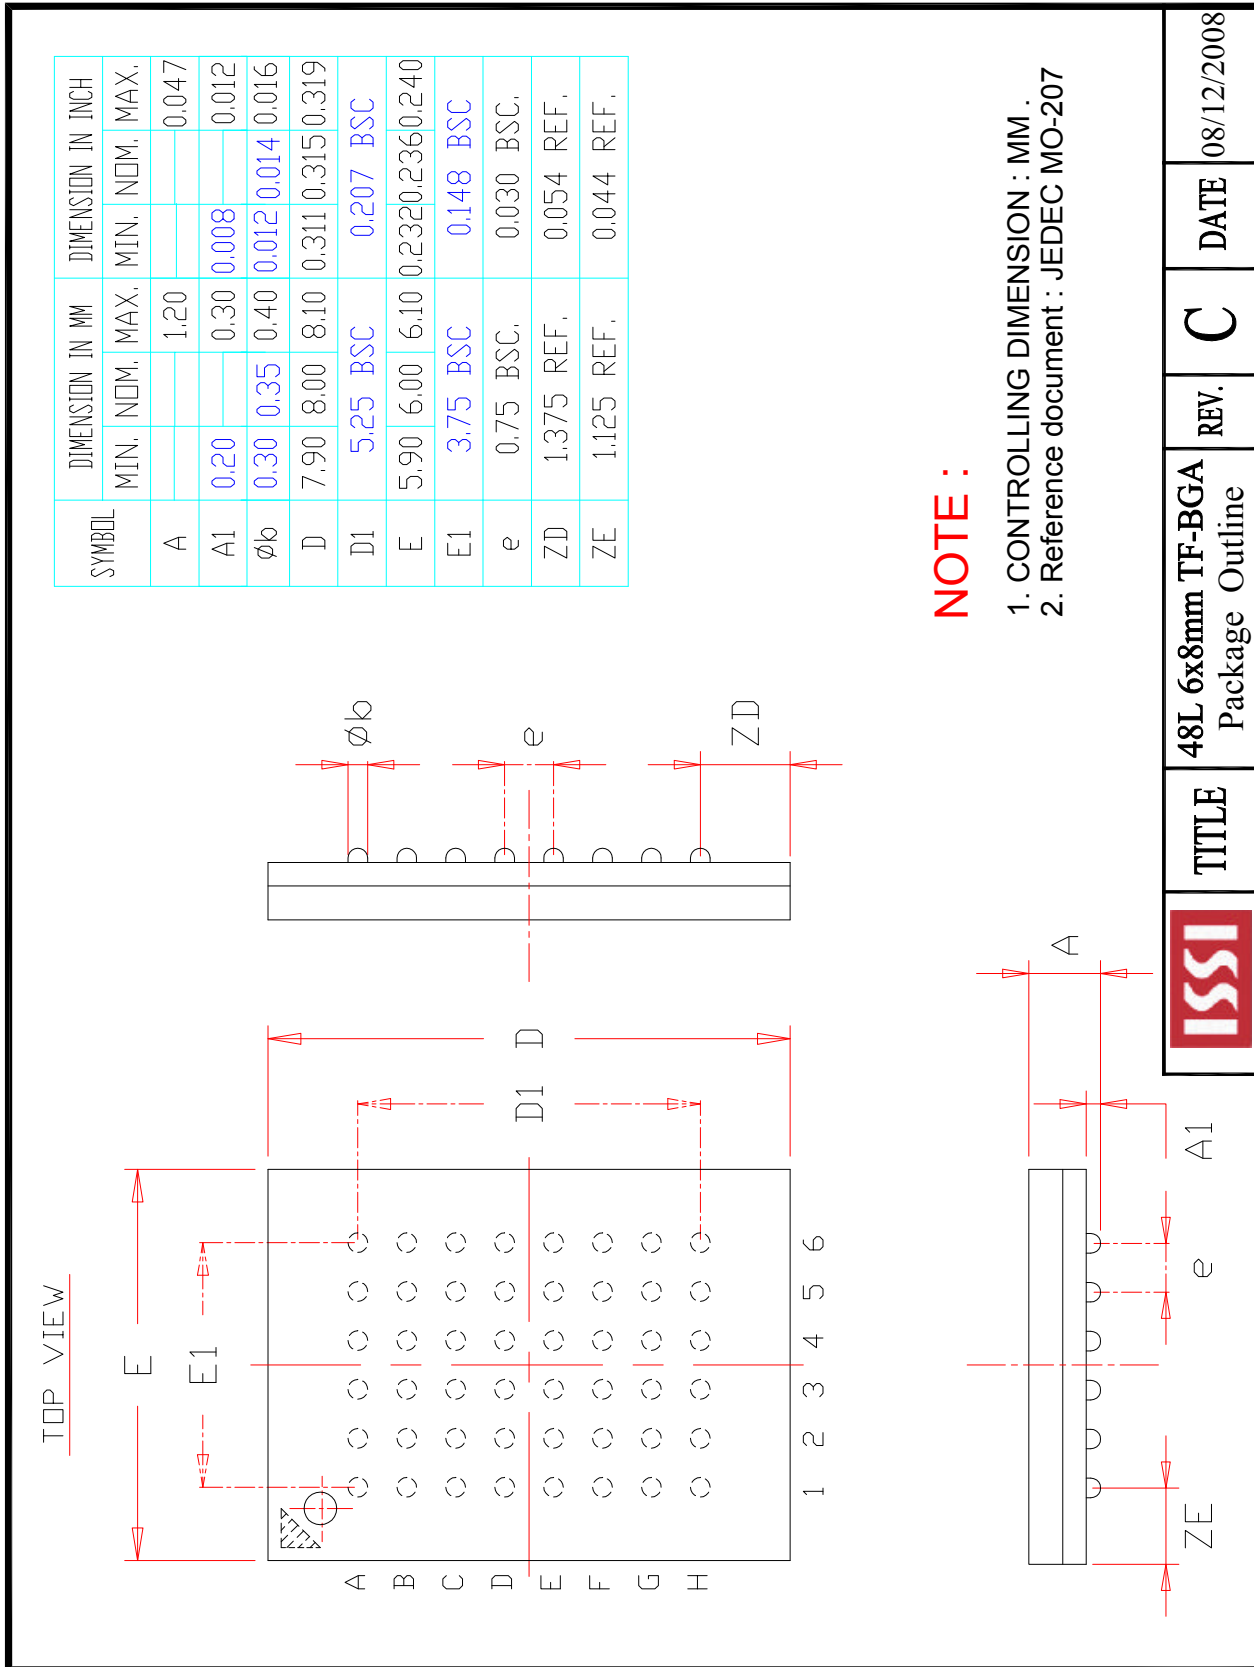 TOP VIEW
E
E1
D
D1
A
B
C
D
E
F
G
H
1 2 3 4 5 6
Øb
e
ZD
ZE
e
A1
A
SYMBOL DIMENSION IN MM DIMENSION IN INCH
MIN. NOM. MAX. MIN. NOM. MAX.
A 1.20 0.047
A1 0.20 0.30 0.008 0.012
Øb 0.30 0.35 0.40 0.012 0.014 0.016
D 7.90 8.00 8.10 0.311 0.315 0.319
D1 5.25 BSC 0.207 BSC
E 5.90 6.00 6.10 0.232 0.236 0.240
E1 3.75 BSC 0.148 BSC
e 0.75 BSC. 0.030 BSC.
ZD 1.375 REF. 0.054 REF.
ZE 1.125 REF. 0.044 REF.
NOTE :
1. CONTROLLING DIMENSION : MM .
2. Reference document : JEDEC MO-207
ISSI
TITLE
48L 6x8mm TF-BGA
Package Outline
REV.
C
DATE
08/12/2008